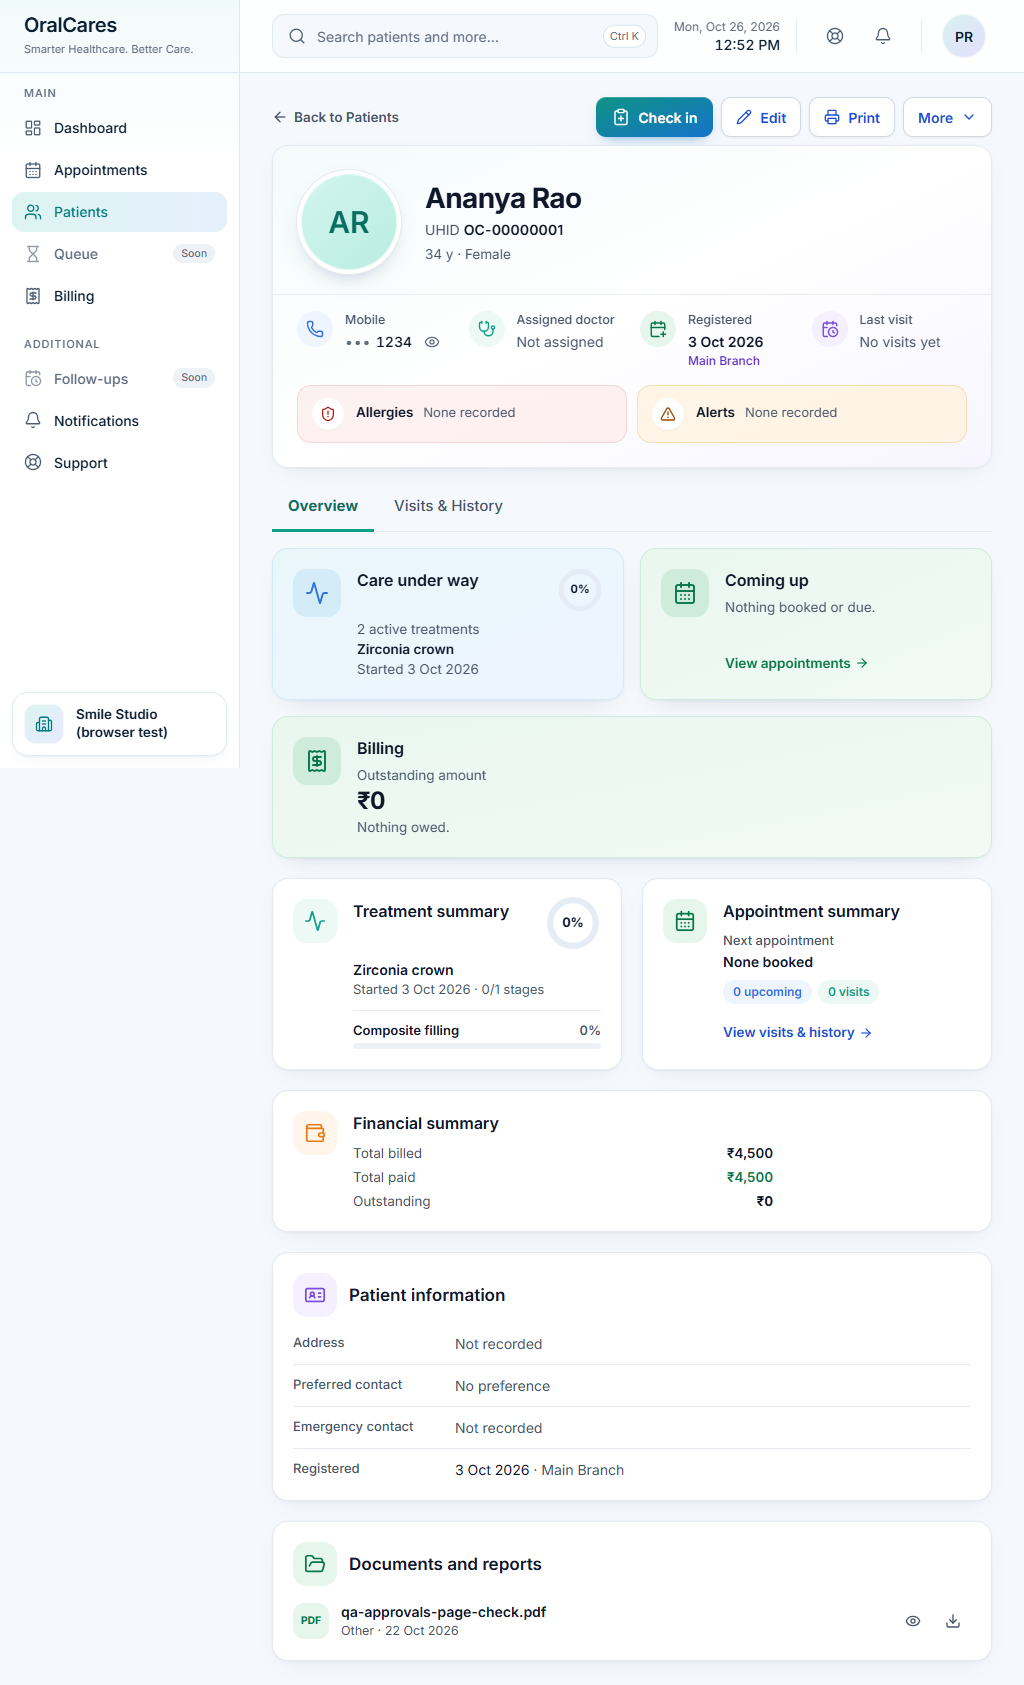 OralCares
Smarter Healthcare. Better Care.
Search patients and more...
Ctrl K
Mon, Oct 26, 2026
12:52 PM
PR
MAIN
Dashboard
Appointments
Patients
Queue
Soon
Billing
ADDITIONAL
Follow-ups
Soon
Notifications
Support
Smile Studio
(browser test)
Back to Patients
Check in
Edit
Print
More
AR
Ananya Rao
UHID OC-00000001
34 y · Female
Mobile
••• 1234
Assigned doctor
Not assigned
Registered
3 Oct 2026
Main Branch
Last visit
No visits yet
Allergies None recorded
Alerts None recorded
Overview
Visits & History
Care under way
0%
2 active treatments
Zirconia crown
Started 3 Oct 2026
Coming up
Nothing booked or due.
View appointments →
Billing
Outstanding amount
₹0
Nothing owed.
Treatment summary
0%
Zirconia crown
Started 3 Oct 2026 · 0/1 stages
Composite filling 0%
Appointment summary
Next appointment
None booked
0 upcoming
0 visits
View visits & history →
Financial summary
Total billed ₹4,500
Total paid ₹4,500
Outstanding ₹0
Patient information
Address Not recorded
Preferred contact No preference
Emergency contact Not recorded
Registered 3 Oct 2026 · Main Branch
Documents and reports
PDF
qa-approvals-page-check.pdf
Other · 22 Oct 2026